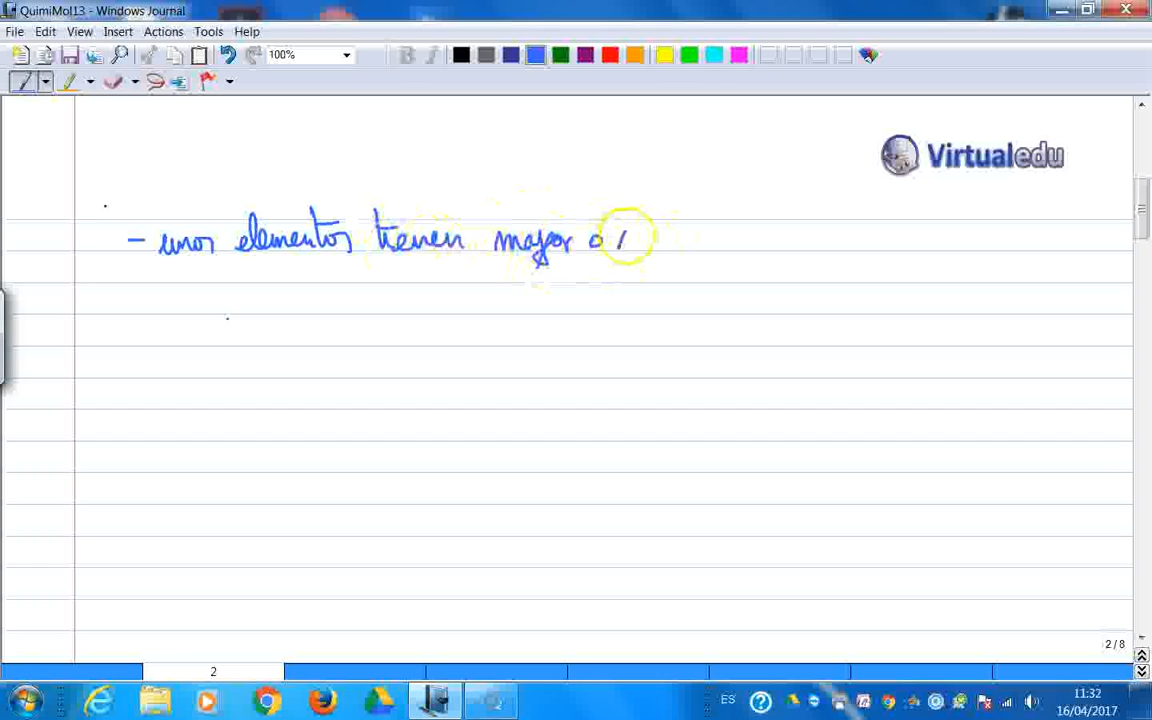 QuimiMol13 - Windows Journal
File Edit View Insert Actions Tools Help
100%
Virtualedu
- unos elementos tienen mayor o
2 / 8
2
ES
11:32
16/04/2017